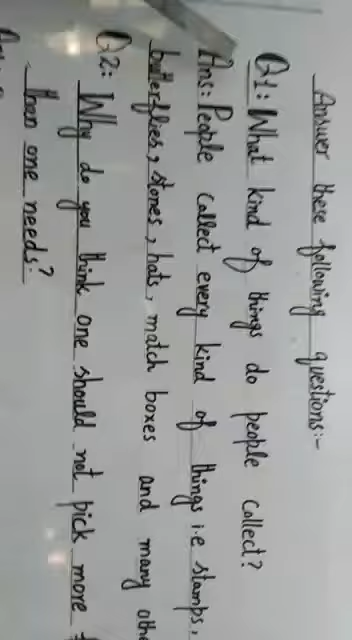 Answer these following questions:-
Q1: What kind of things do people collect?
Ans: People collect every kind of things i.e stamps,
butterflies, stones, hats, match boxes and many othe
Q2: Why do you think one should not pick more
than one needs?